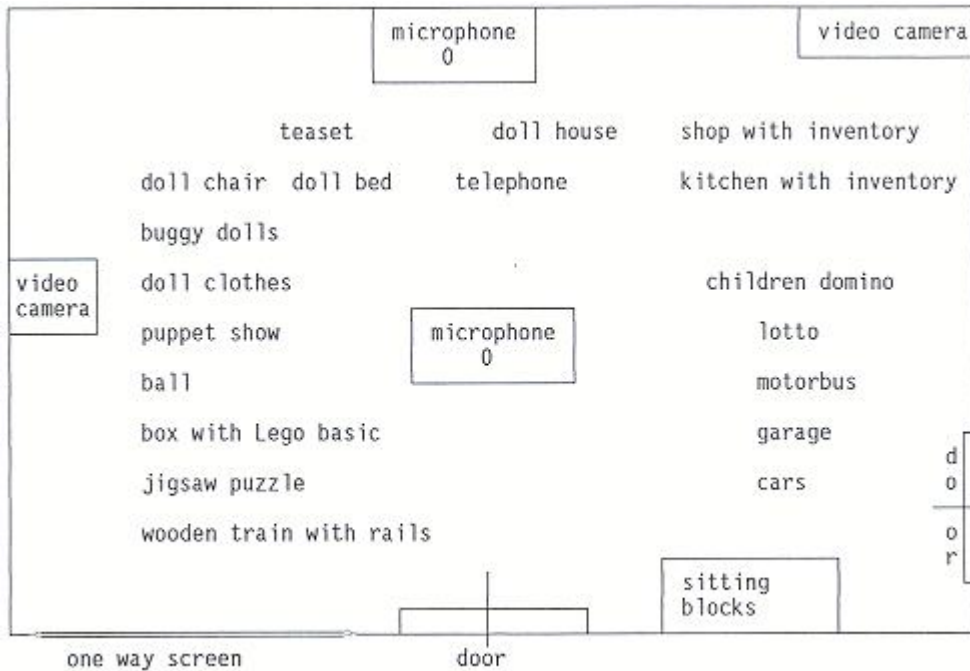 microphone
0
video camera
teaset doll house shop with inventory
doll chair doll bed telephone kitchen with inventory
buggy dolls
video
camera
doll clothes children domino
puppet show
microphone
0
lotto
ball motorbus
box with Lego basic garage
jigsaw puzzle cars
do
or
wooden train with rails
sitting
blocks
one way screen door